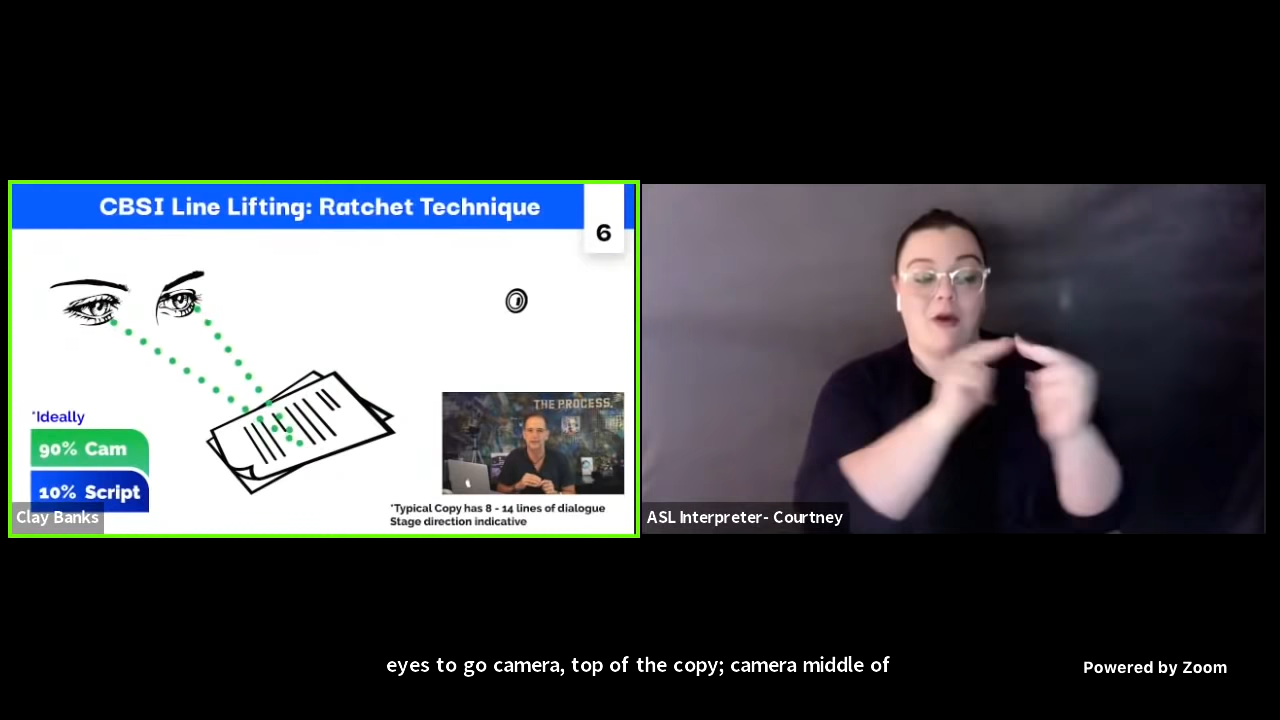 CBSI Line Lifting: Ratchet Technique
6
THE PROCESS.
*Ideally
90% Cam
10% Script
*Typical Copy has 8 - 14 lines of dialogue
Stage direction indicative
Clay Banks
ASL Interpreter- Courtney
eyes to go camera, top of the copy; camera middle of
Powered by Zoom